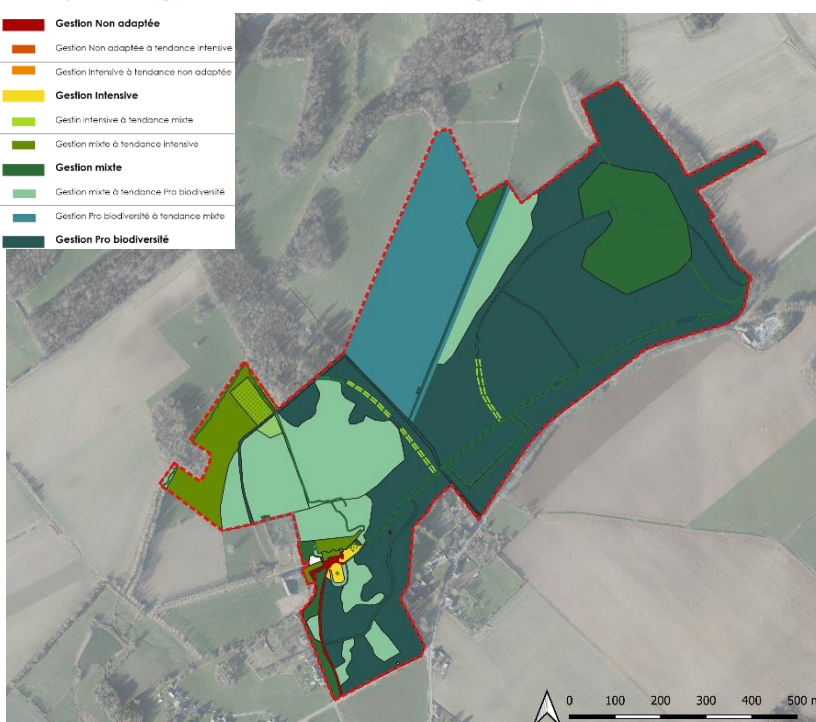 Gestion Non adaptée
Gestion Non adaptée à tendance intensive
Gestion Intensive à tendance non adaptée
Gestion Intensive
Gestin intensive à tendance mixte
Gestion mixte à tendance Intensive
Gestion mixte
Gestion mixte à tendance Pro biodiversité
Gestion Pro biodiversité à tendance mixte
Gestion Pro biodiversité
0 100 200 300 400 500 m